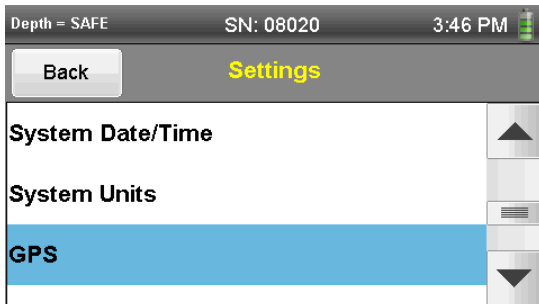 Depth = SAFE SN: 08020 3:46 PM
Back Settings
System Date/Time
System Units
GPS